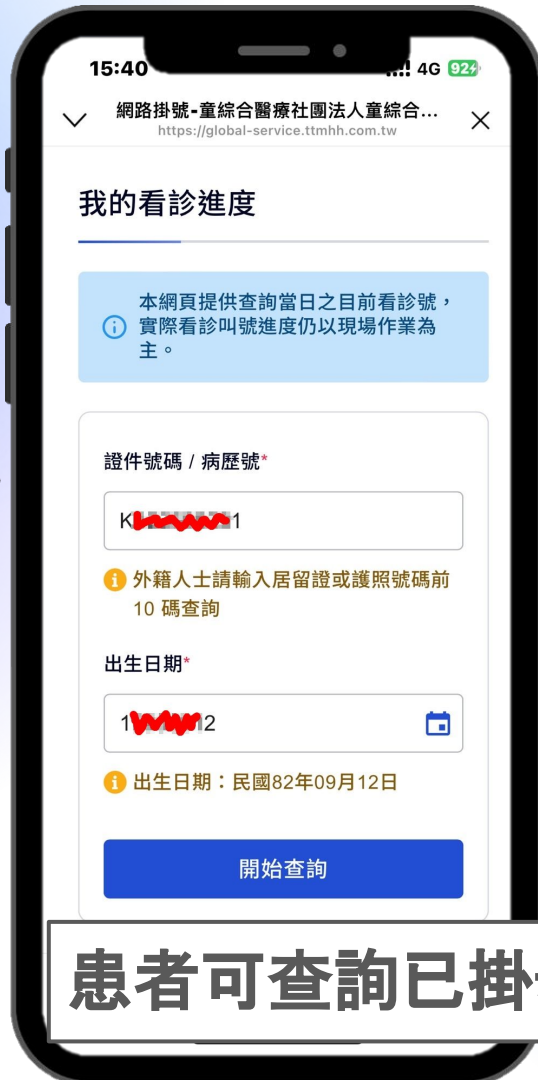 15:40
4G 92
網路掛號-童綜合醫療社團法人童綜合...
https://global-service.ttmhh.com.tw
我的看診進度
本網頁提供查詢當日之目前看診號，
實際看診叫號進度仍以現場作業為
主。
證件號碼 / 病歷號*
K 1
外籍人士請輸入居留證或護照號碼前
10 碼查詢
出生日期*
1 2
出生日期：民國82年09月12日
開始查詢
患者可查詢已掛